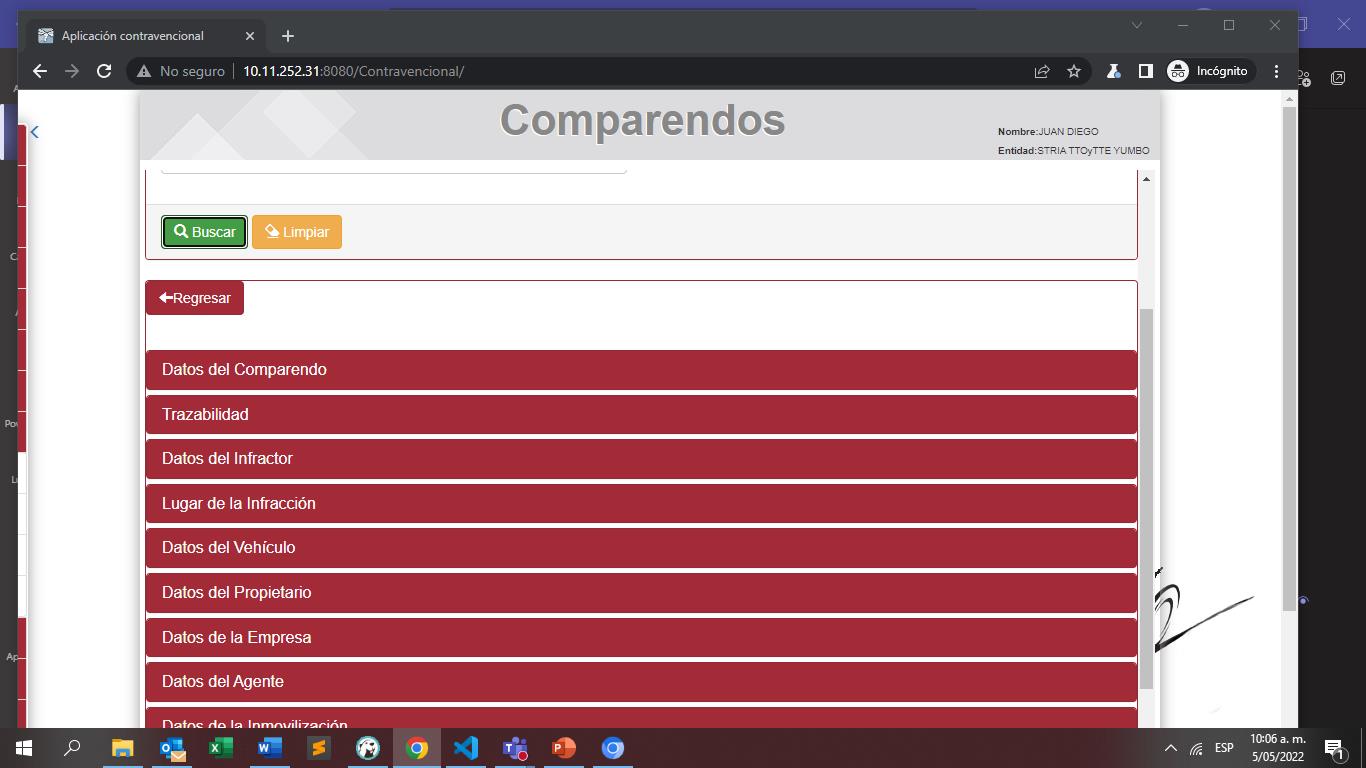 Aplicación contravencional
No seguro
10.11.252.31:8080/Contravencional/
Incógnito
Comparendos
Nombre:JUAN DIEGO
Entidad:STRIA TTOyTTE YUMBO
Buscar
Limpiar
Regresar
Datos del Comparendo
Trazabilidad
Datos del Infractor
Lugar de la Infracción
Datos del Vehículo
Datos del Propietario
Datos de la Empresa
Datos del Agente
Datos de la Inmovilización
ESP
10:06 a. m.
5/05/2022
1